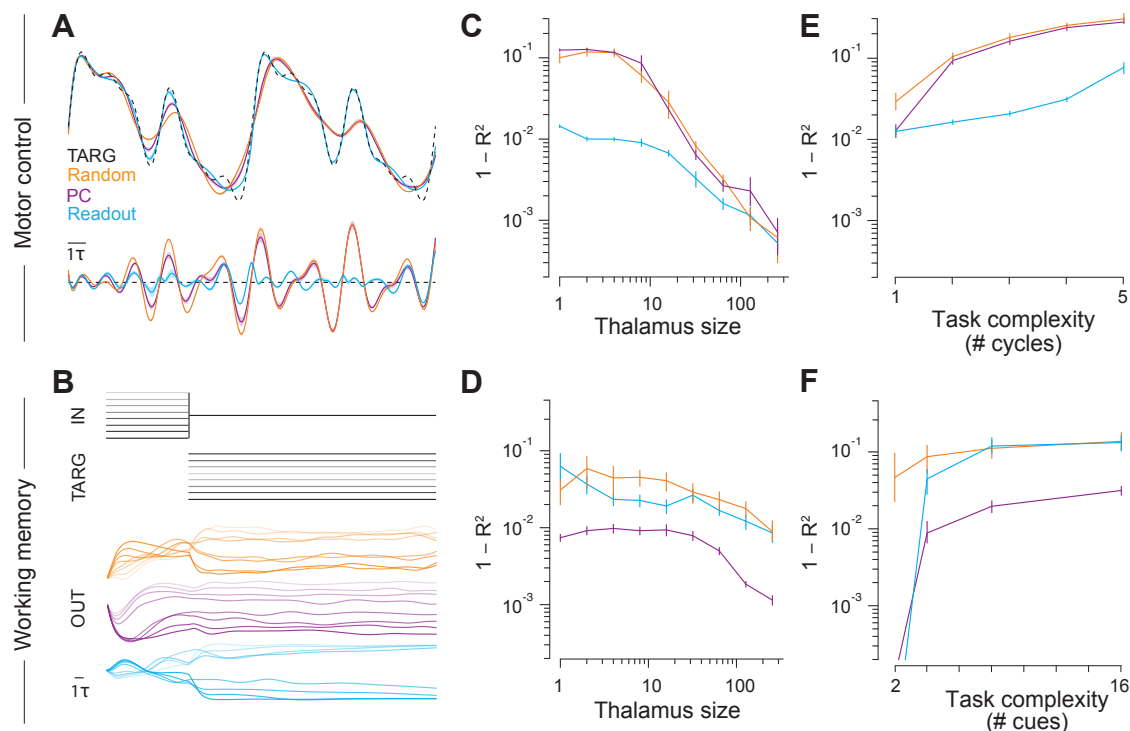 A
Motor control
TARG
Random
PC
Readout
1τ
C
1 – R²
10⁻¹
10⁻²
10⁻³
1
10
100
Thalamus size
E
1 – R²
10⁻¹
10⁻²
10⁻³
1
5
Task complexity
(# cycles)
B
Working memory
IN
TARG
OUT
1τ
D
1 – R²
10⁻¹
10⁻²
10⁻³
1
10
100
Thalamus size
F
1 – R²
10⁻¹
10⁻²
10⁻³
2
16
Task complexity
(# cues)